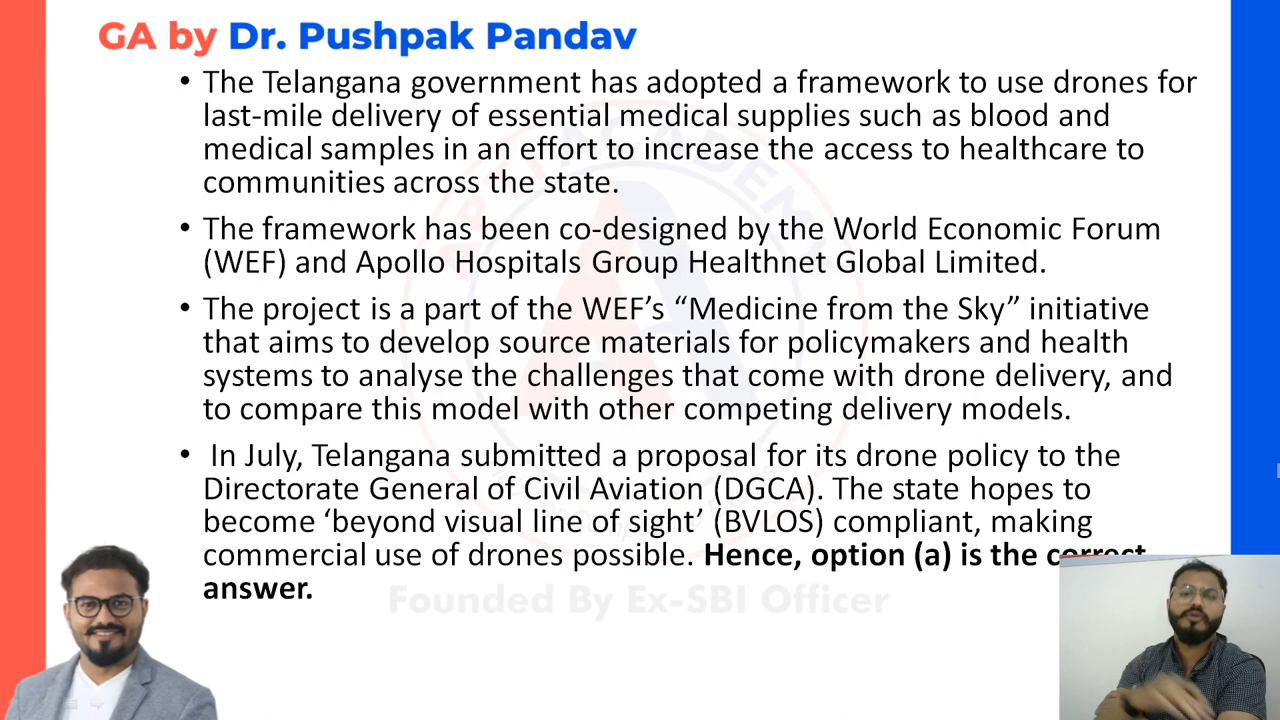 GA by Dr. Pushpak Pandav
• The Telangana government has adopted a framework to use drones for
last-mile delivery of essential medical supplies such as blood and
medical samples in an effort to increase the access to healthcare to
communities across the state.
• The framework has been co-designed by the World Economic Forum
(WEF) and Apollo Hospitals Group Healthnet Global Limited.
• The project is a part of the WEF’s “Medicine from the Sky” initiative
that aims to develop source materials for policymakers and health
systems to analyse the challenges that come with drone delivery, and
to compare this model with other competing delivery models.
• In July, Telangana submitted a proposal for its drone policy to the
Directorate General of Civil Aviation (DGCA). The state hopes to
become ‘beyond visual line of sight’ (BVLOS) compliant, making
commercial use of drones possible. Hence, option (a) is the correct
answer.
Founded By Ex-SBI Officer